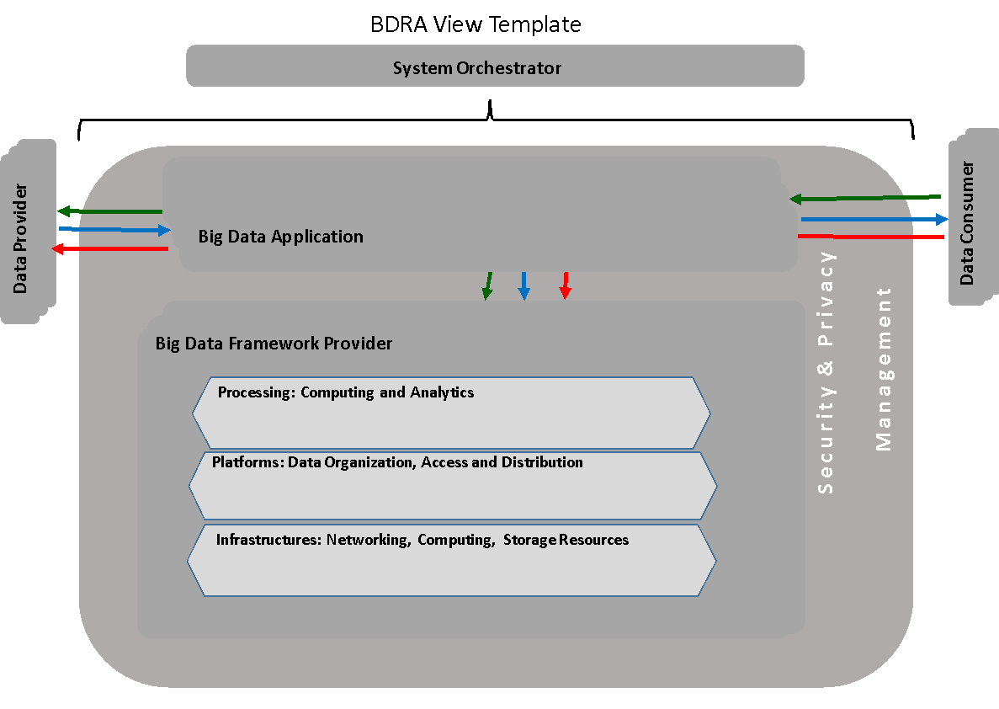 BDRA View Template
System Orchestrator
Data Provider
Big Data Application
Data Consumer
Big Data Framework Provider
Processing: Computing and Analytics
Platforms: Data Organization, Access and Distribution
Infrastructures: Networking, Computing, Storage Resources
Security & Privacy
Management